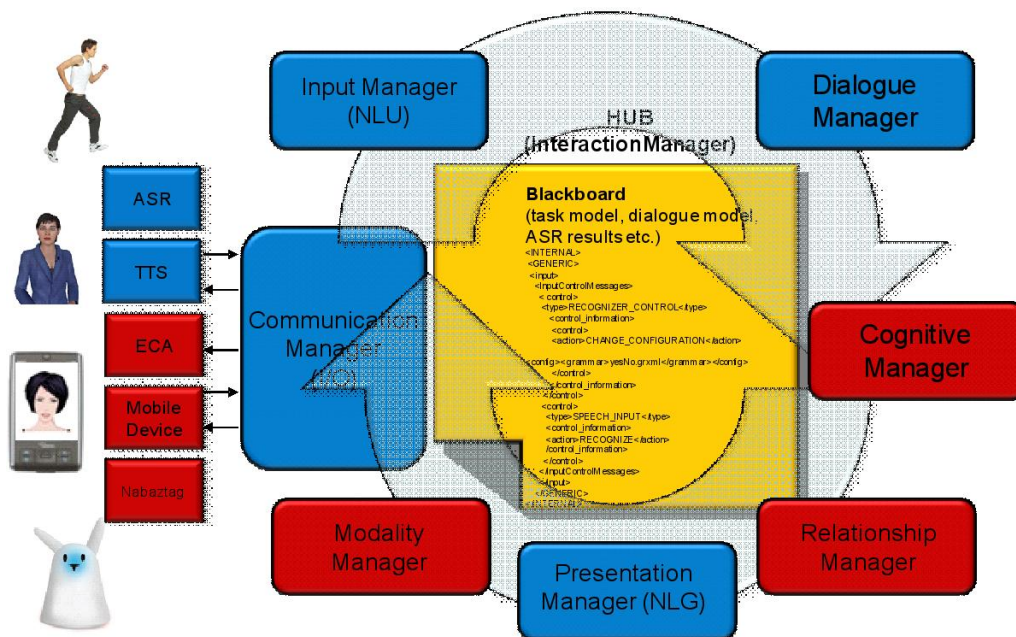 Input Manager
(NLU)
Dialogue
Manager
HUB
(InteractionManager)
ASR
TTS
ECA
Mobile
Device
Nabaztag
Communication
Manager
Blackboard
(task model, dialogue model,
ASR results etc.)
<INTERNAL>
<GENERIC>
<input>
<InputControlMessages>
< control>
<type>RECOGNIZER_CONTROL</type>
<control_information>
<control>
<action>CHANGE_CONFIGURATION</action>
<config><grammar>yesNo.grxml</grammar></config>
</control>
</control_information>
</control>
<control>
<type>SPEECH_INPUT</type>
<control_information>
<action>RECOGNIZE</action>
/control_information>
</control>
</InputControlMessages>
</input>
</GENERIC>
</INTERNAL>
Cognitive
Manager
Modality
Manager
Presentation
Manager (NLG)
Relationship
Manager